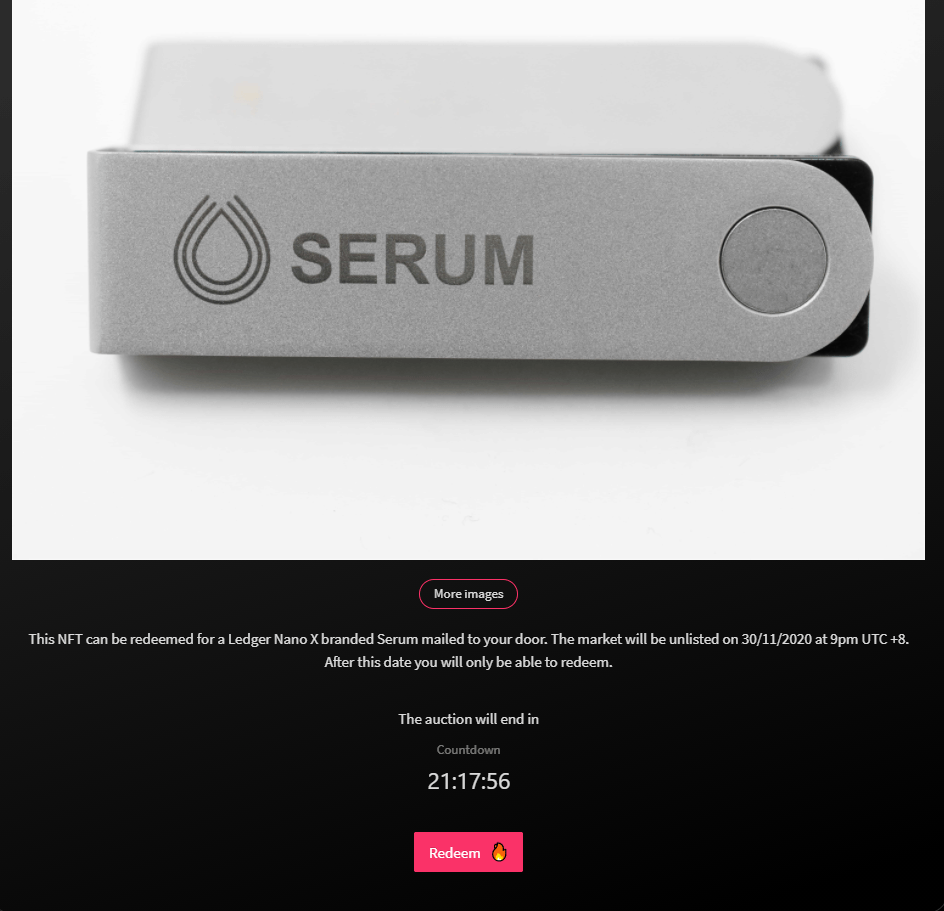 SERUM
More images
This NFT can be redeemed for a Ledger Nano X branded Serum mailed to your door. The market will be unlisted on 30/11/2020 at 9pm UTC +8.
After this date you will only be able to redeem.
The auction will end in
Countdown
21:17:56
Redeem 🔥